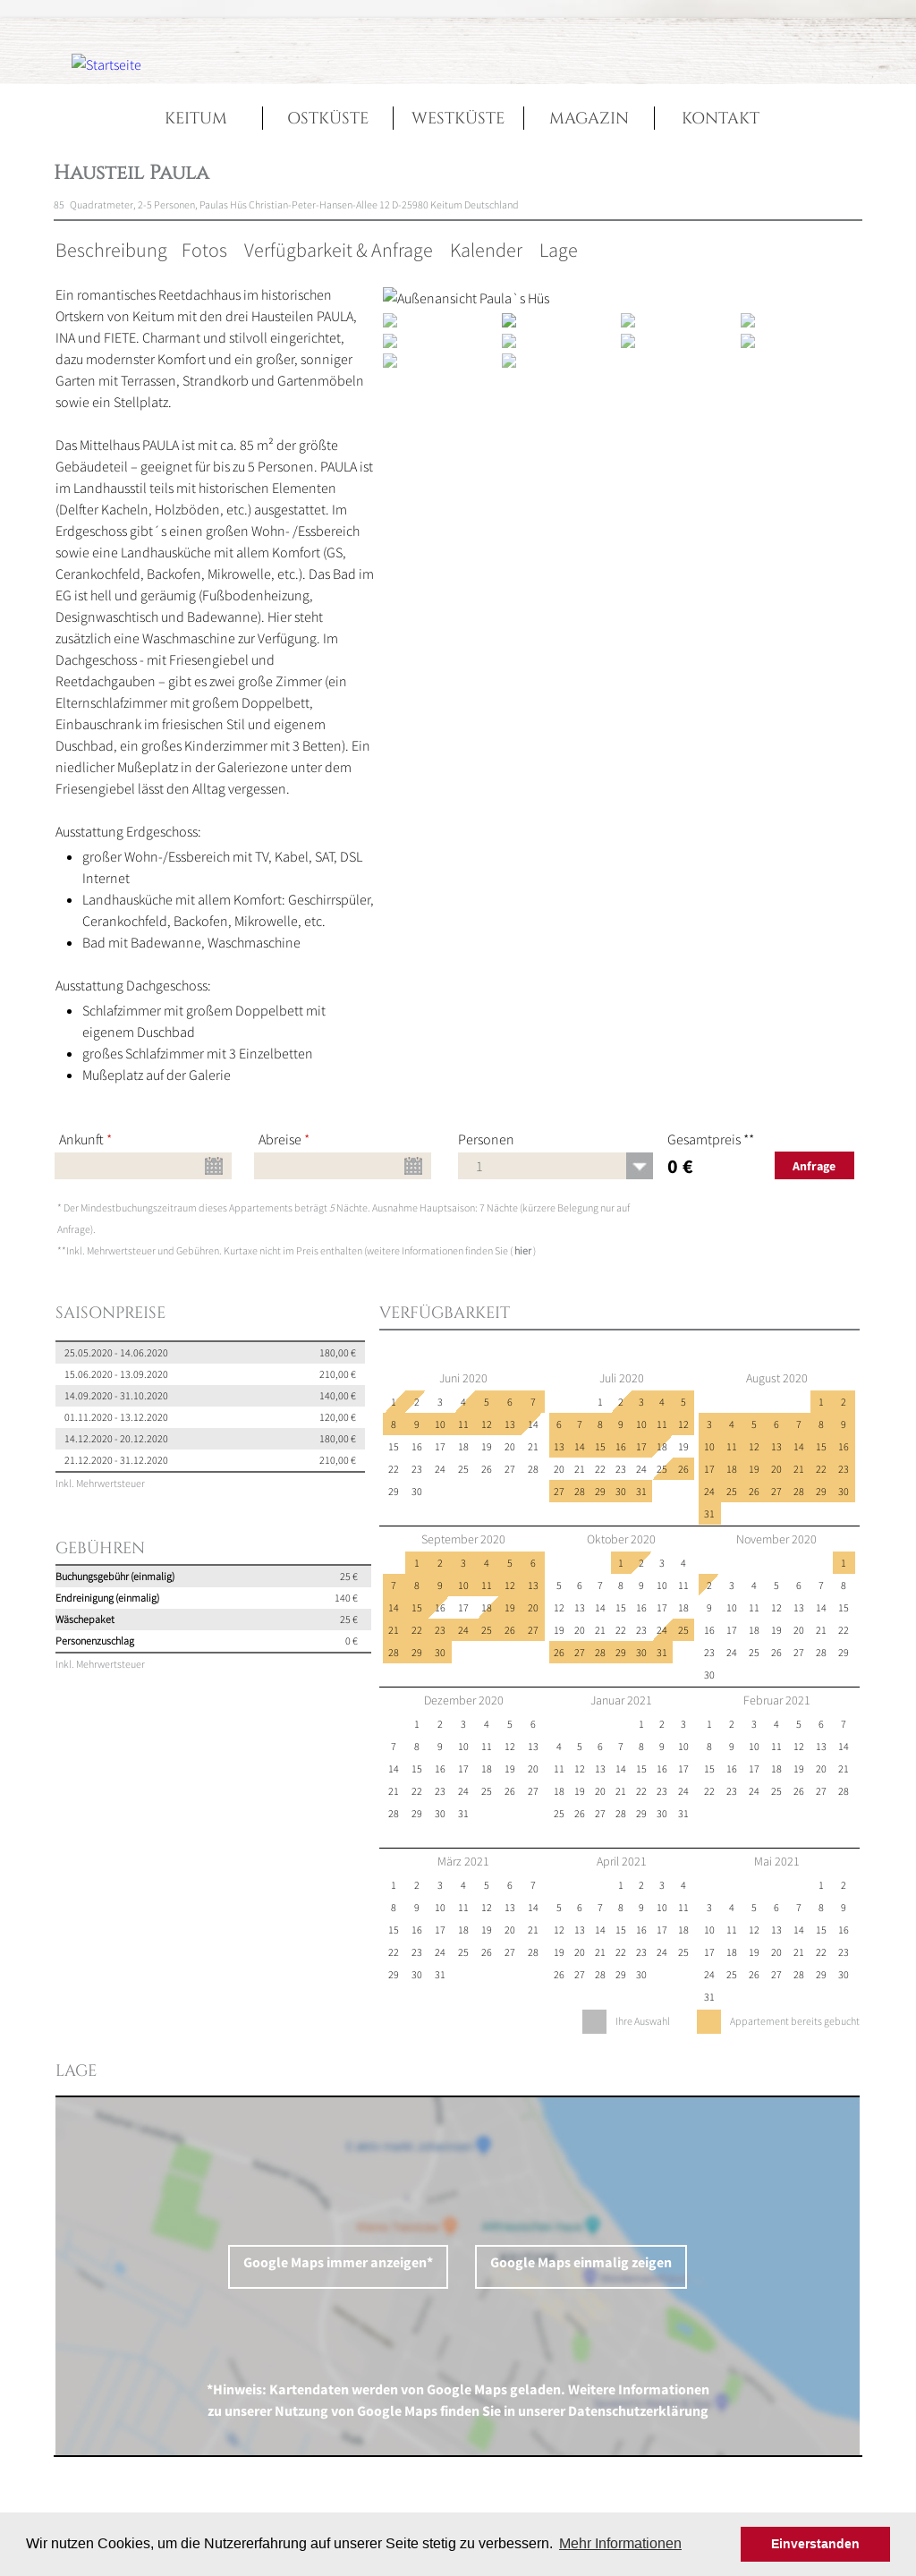 Startseite
KEITUM
OSTKÜSTE
WESTKÜSTE
MAGAZIN
KONTAKT
Hausteil Paula
85 Quadratmeter, 2-5 Personen, Paulas Hüs Christian-Peter-Hansen-Allee 12 D-25980 Keitum Deutschland
Beschreibung Fotos Verfügbarkeit & Anfrage Kalender Lage
Ein romantisches Reetdachhaus im historischen
Ortskern von Keitum mit den drei Hausteilen PAULA,
INA und FIETE. Charmant und stilvoll eingerichtet,
dazu modernster Komfort und ein großer, sonniger
Garten mit Terrassen, Strandkorb und Gartenmöbeln
sowie ein Stellplatz.
Das Mittelhaus PAULA ist mit ca. 85 m² der größte
Gebäudeteil – geeignet für bis zu 5 Personen. PAULA ist
im Landhausstil teils mit historischen Elementen
(Delfter Kacheln, Holzböden, etc.) ausgestattet. Im
Erdgeschoss gibt´s einen großen Wohn- /Essbereich
sowie eine Landhausküche mit allem Komfort (GS,
Cerankochfeld, Backofen, Mikrowelle, etc.). Das Bad im
EG ist hell und geräumig (Fußbodenheizung,
Designwaschtisch und Badewanne). Hier steht
zusätzlich eine Waschmaschine zur Verfügung. Im
Dachgeschoss - mit Friesengiebel und
Reetdachgauben – gibt es zwei große Zimmer (ein
Elternschlafzimmer mit großem Doppelbett,
Einbauschrank im friesischen Stil und eigenem
Duschbad, ein großes Kinderzimmer mit 3 Betten). Ein
niedlicher Mußeplatz in der Galeriezone unter dem
Friesengiebel lässt den Alltag vergessen.
Ausstattung Erdgeschoss:
großer Wohn-/Essbereich mit TV, Kabel, SAT, DSL
Internet
Landhausküche mit allem Komfort: Geschirrspüler,
Cerankochfeld, Backofen, Mikrowelle, etc.
Bad mit Badewanne, Waschmaschine
Ausstattung Dachgeschoss:
Schlafzimmer mit großem Doppelbett mit
eigenem Duschbad
großes Schlafzimmer mit 3 Einzelbetten
Mußeplatz auf der Galerie
Außenansicht Paula`s Hüs
Ankunft * Abreise * Personen Gesamtpreis **
1 0 € Anfrage
* Der Mindestbuchungszeitraum dieses Appartements beträgt 5 Nächte. Ausnahme Hauptsaison: 7 Nächte (kürzere Belegung nur auf
Anfrage).
**Inkl. Mehrwertsteuer und Gebühren. Kurtaxe nicht im Preis enthalten (weitere Informationen finden Sie ( hier )
SAISONPREISE
25.05.2020 - 14.06.2020 180,00 €
15.06.2020 - 13.09.2020 210,00 €
14.09.2020 - 31.10.2020 140,00 €
01.11.2020 - 13.12.2020 120,00 €
14.12.2020 - 20.12.2020 180,00 €
21.12.2020 - 31.12.2020 210,00 €
Inkl. Mehrwertsteuer
GEBÜHREN
Buchungsgebühr (einmalig) 25 €
Endreinigung (einmalig) 140 €
Wäschepaket 25 €
Personenzuschlag 0 €
Inkl. Mehrwertsteuer
VERFÜGBARKEIT
Juni 2020 Juli 2020 August 2020
1 2 3 4 5 6 7 1 2 3 4 5 1 2
8 9 10 11 12 13 14 6 7 8 9 10 11 12 3 4 5 6 7 8 9
15 16 17 18 19 20 21 13 14 15 16 17 18 19 10 11 12 13 14 15 16
22 23 24 25 26 27 28 20 21 22 23 24 25 26 17 18 19 20 21 22 23
29 30 27 28 29 30 31 24 25 26 27 28 29 30
31
September 2020 Oktober 2020 November 2020
1 2 3 4 5 6 1 2 3 4 1
7 8 9 10 11 12 13 5 6 7 8 9 10 11 2 3 4 5 6 7 8
14 15 16 17 18 19 20 12 13 14 15 16 17 18 9 10 11 12 13 14 15
21 22 23 24 25 26 27 19 20 21 22 23 24 25 16 17 18 19 20 21 22
28 29 30 26 27 28 29 30 31 23 24 25 26 27 28 29
30
Dezember 2020 Januar 2021 Februar 2021
1 2 3 4 5 6 1 2 3 1 2 3 4 5 6 7
7 8 9 10 11 12 13 4 5 6 7 8 9 10 8 9 10 11 12 13 14
14 15 16 17 18 19 20 11 12 13 14 15 16 17 15 16 17 18 19 20 21
21 22 23 24 25 26 27 18 19 20 21 22 23 24 22 23 24 25 26 27 28
28 29 30 31 25 26 27 28 29 30 31
März 2021 April 2021 Mai 2021
1 2 3 4 5 6 7 1 2 3 4 1 2
8 9 10 11 12 13 14 5 6 7 8 9 10 11 3 4 5 6 7 8 9
15 16 17 18 19 20 21 12 13 14 15 16 17 18 10 11 12 13 14 15 16
22 23 24 25 26 27 28 19 20 21 22 23 24 25 17 18 19 20 21 22 23
29 30 31 26 27 28 29 30 24 25 26 27 28 29 30
31
Ihre Auswahl Appartement bereits gebucht
LAGE
Google Maps immer anzeigen* Google Maps einmalig zeigen
*Hinweis: Kartendaten werden von Google Maps geladen. Weitere Informationen
zu unserer Nutzung von Google Maps finden Sie in unserer Datenschutzerklärung
Wir nutzen Cookies, um die Nutzererfahrung auf unserer Seite stetig zu verbessern. Mehr Informationen
Einverstanden